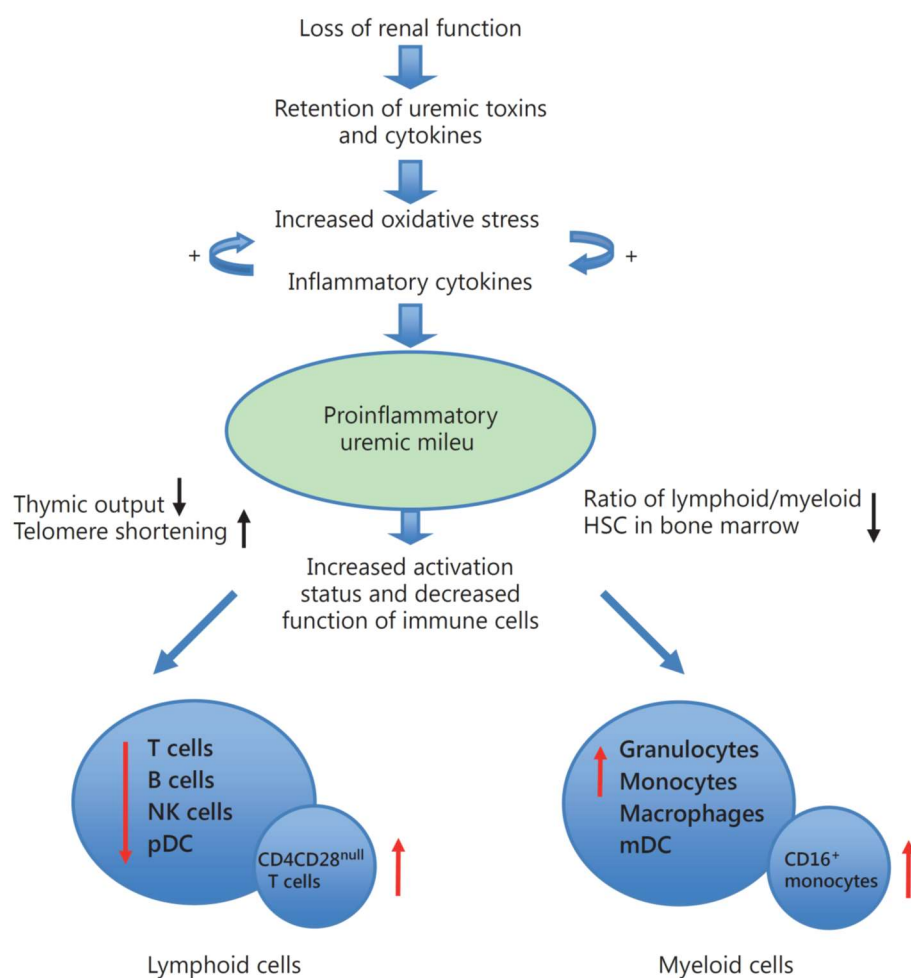 Loss of renal function
Retention of uremic toxins
and cytokines
Increased oxidative stress
+
+
Inflammatory cytokines
Proinflammatory
uremic mileu
Thymic output
Telomere shortening
Ratio of lymphoid/myeloid
HSC in bone marrow
Increased activation
status and decreased
function of immune cells
T cells
B cells
NK cells
pDC
CD4CD28null
T cells
Granulocytes
Monocytes
Macrophages
mDC
CD16+
monocytes
Lymphoid cells
Myeloid cells